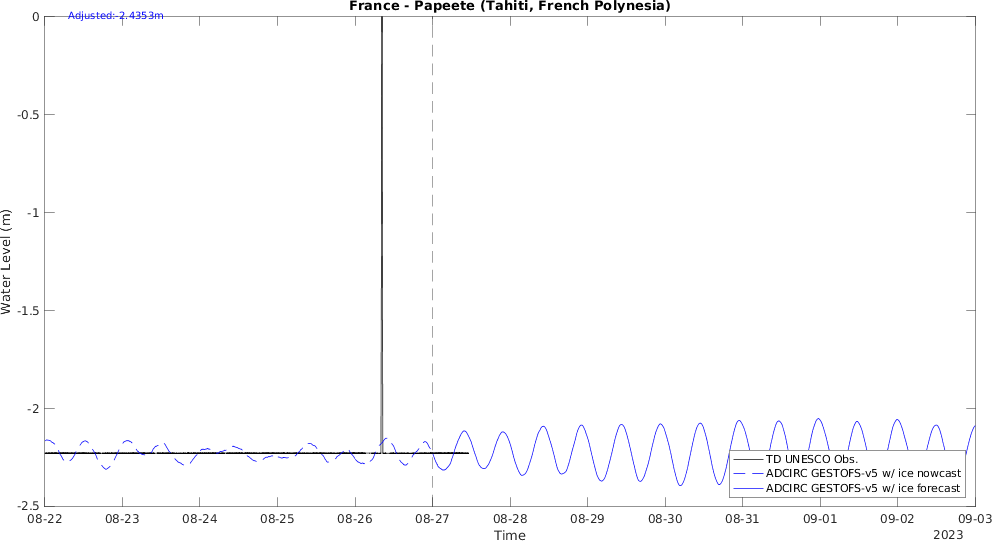 France - Papeete (Tahiti, French Polynesia)
Adjusted:-2.4353m
0
-0.5
-1
-1.5
-2
-2.5
Water Level (m)
TD UNESCO Obs.
ADCIRC GESTOFS-v5 w/ ice nowcast
ADCIRC GESTOFS-v5 w/ ice forecast
08-22 08-23 08-24 08-25 08-26 08-27 08-28 08-29 08-30 08-31 09-01 09-02 09-03
Time
2023